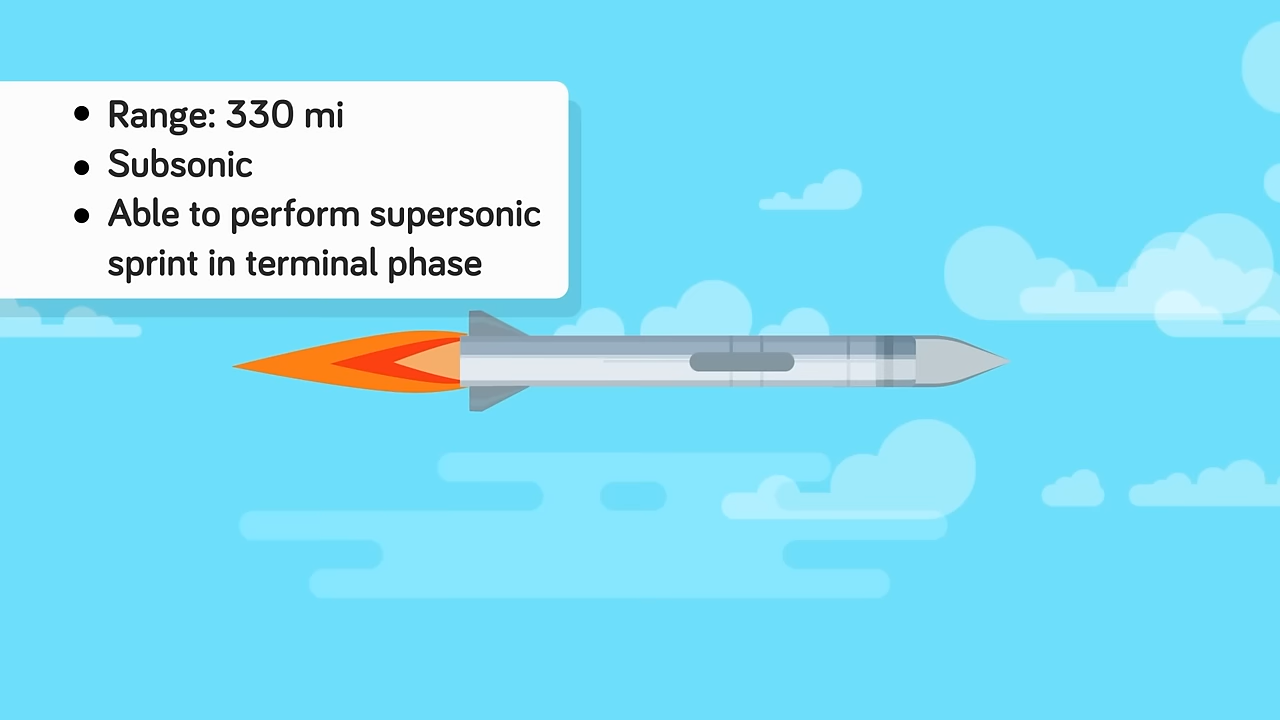 • Range: 330 mi
• Subsonic
• Able to perform supersonic
sprint in terminal phase